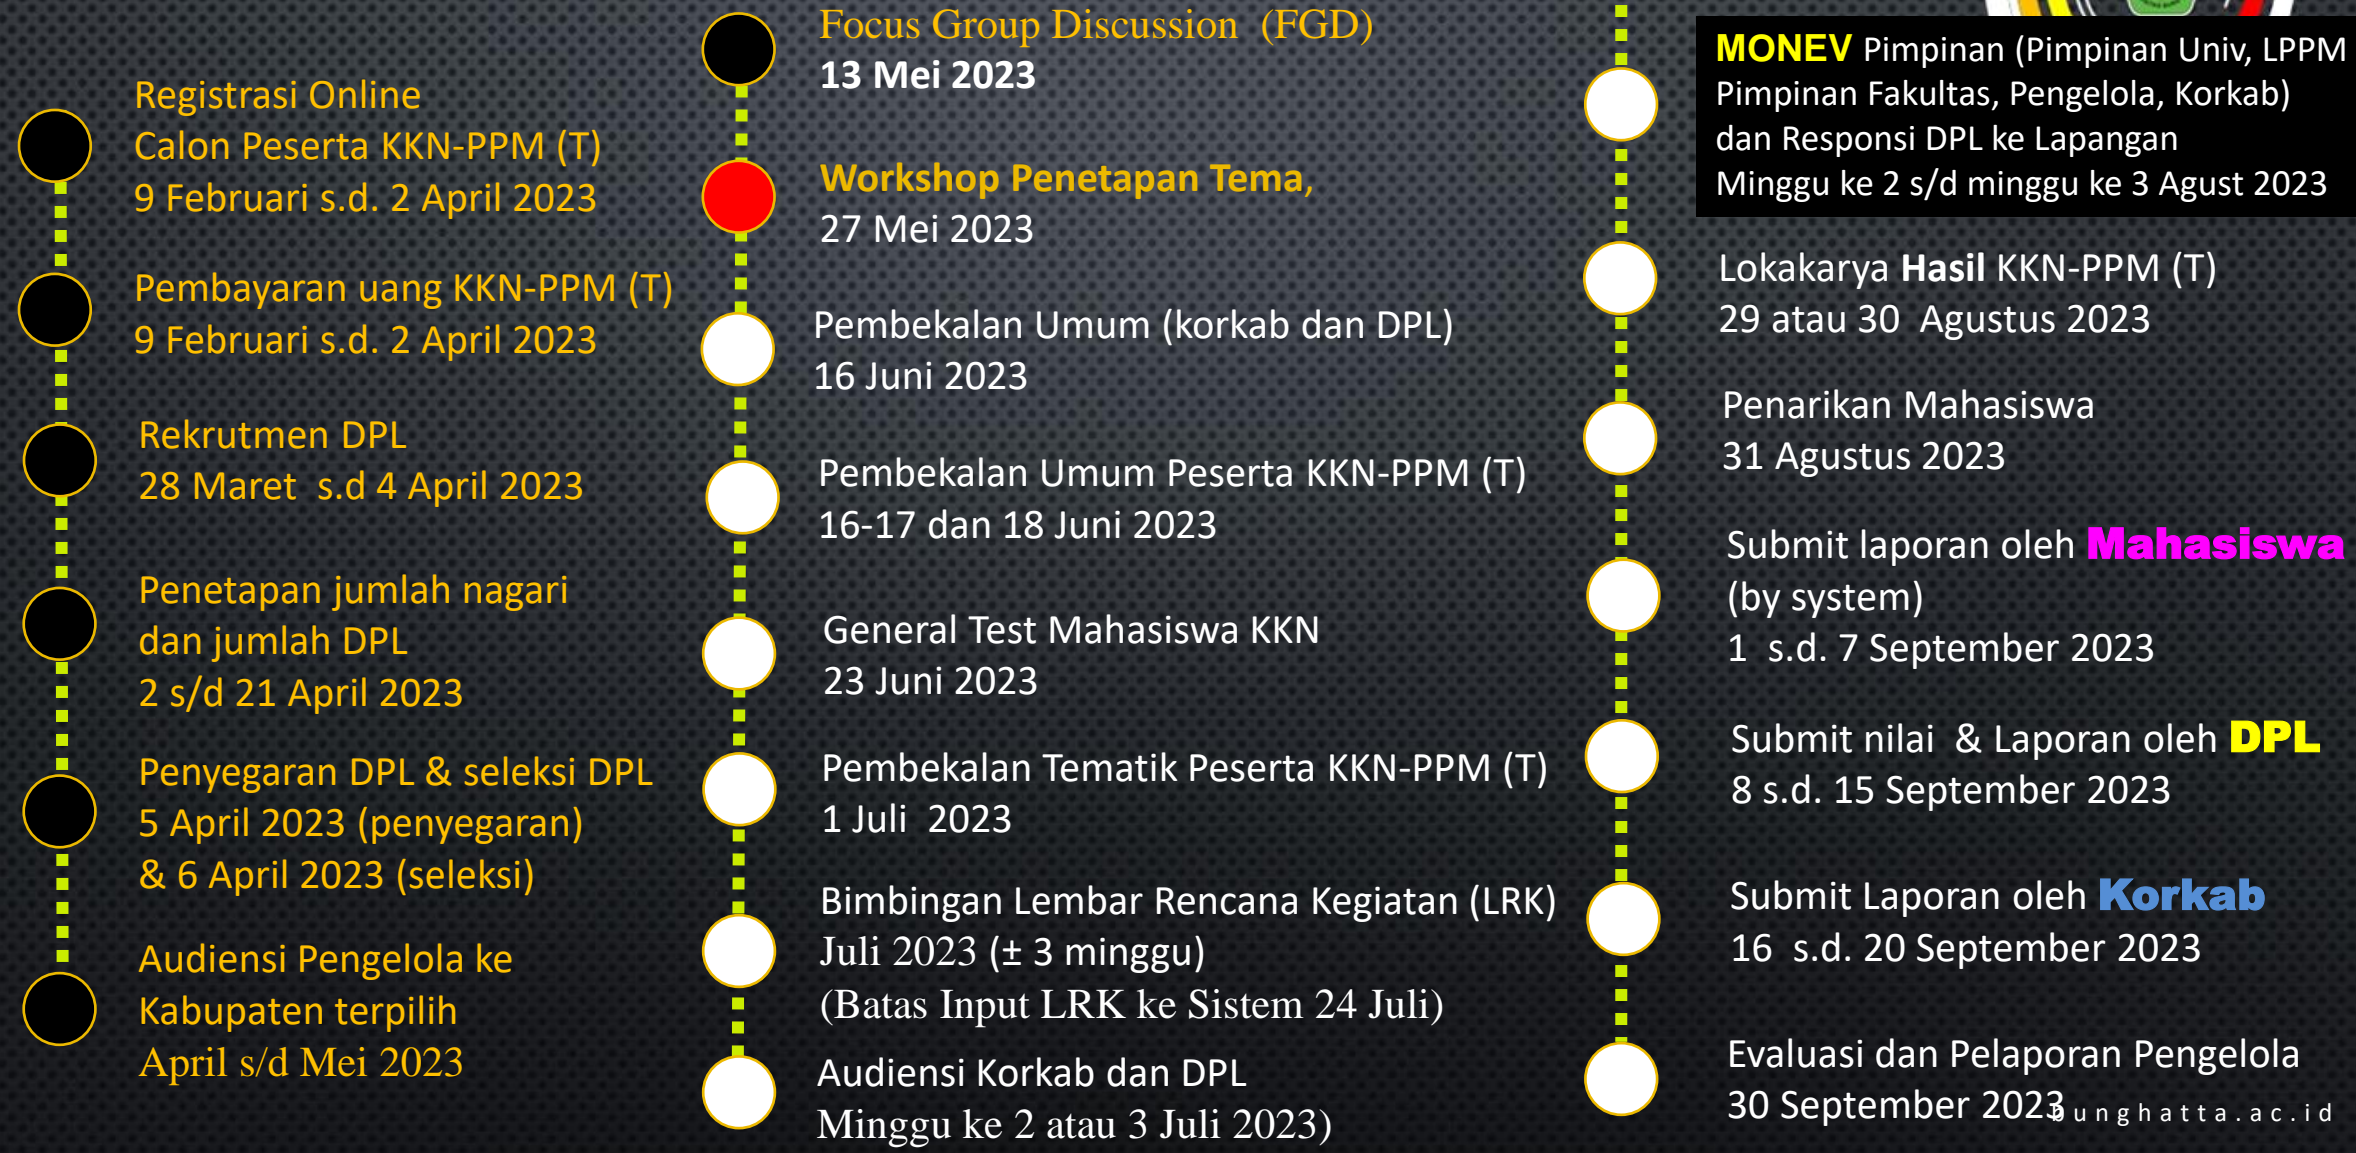 Registrasi Online
Calon Peserta KKN-PPM (T)
9 Februari s.d. 2 April 2023
Pembayaran uang KKN-PPM (T)
9 Februari s.d. 2 April 2023
Rekrutmen DPL
28 Maret s.d 4 April 2023
Penetapan jumlah nagari
dan jumlah DPL
2 s/d 21 April 2023
Penyegaran DPL & seleksi DPL
5 April 2023 (penyegaran)
& 6 April 2023 (seleksi)
Audiensi Pengelola ke
Kabupaten terpilih
April s/d Mei 2023
Focus Group Discussion (FGD)
13 Mei 2023
Workshop Penetapan Tema,
27 Mei 2023
Pembekalan Umum (korkab dan DPL)
16 Juni 2023
Pembekalan Umum Peserta KKN-PPM (T)
16-17 dan 18 Juni 2023
General Test Mahasiswa KKN
23 Juni 2023
Pembekalan Tematik Peserta KKN-PPM (T)
1 Juli 2023
Bimbingan Lembar Rencana Kegiatan (LRK)
Juli 2023 (± 3 minggu)
(Batas Input LRK ke Sistem 24 Juli)
Audiensi Korkab dan DPL
Minggu ke 2 atau 3 Juli 2023)
MONEV Pimpinan (Pimpinan Univ, LPPM
Pimpinan Fakultas, Pengelola, Korkab)
dan Responsi DPL ke Lapangan
Minggu ke 2 s/d minggu ke 3 Agust 2023
Lokakarya Hasil KKN-PPM (T)
29 atau 30 Agustus 2023
Penarikan Mahasiswa
31 Agustus 2023
Submit laporan oleh Mahasiswa
(by system)
1 s.d. 7 September 2023
Submit nilai & Laporan oleh DPL
8 s.d. 15 September 2023
Submit Laporan oleh Korkab
16 s.d. 20 September 2023
Evaluasi dan Pelaporan Pengelola
30 September 2023
bunghatta.ac.id